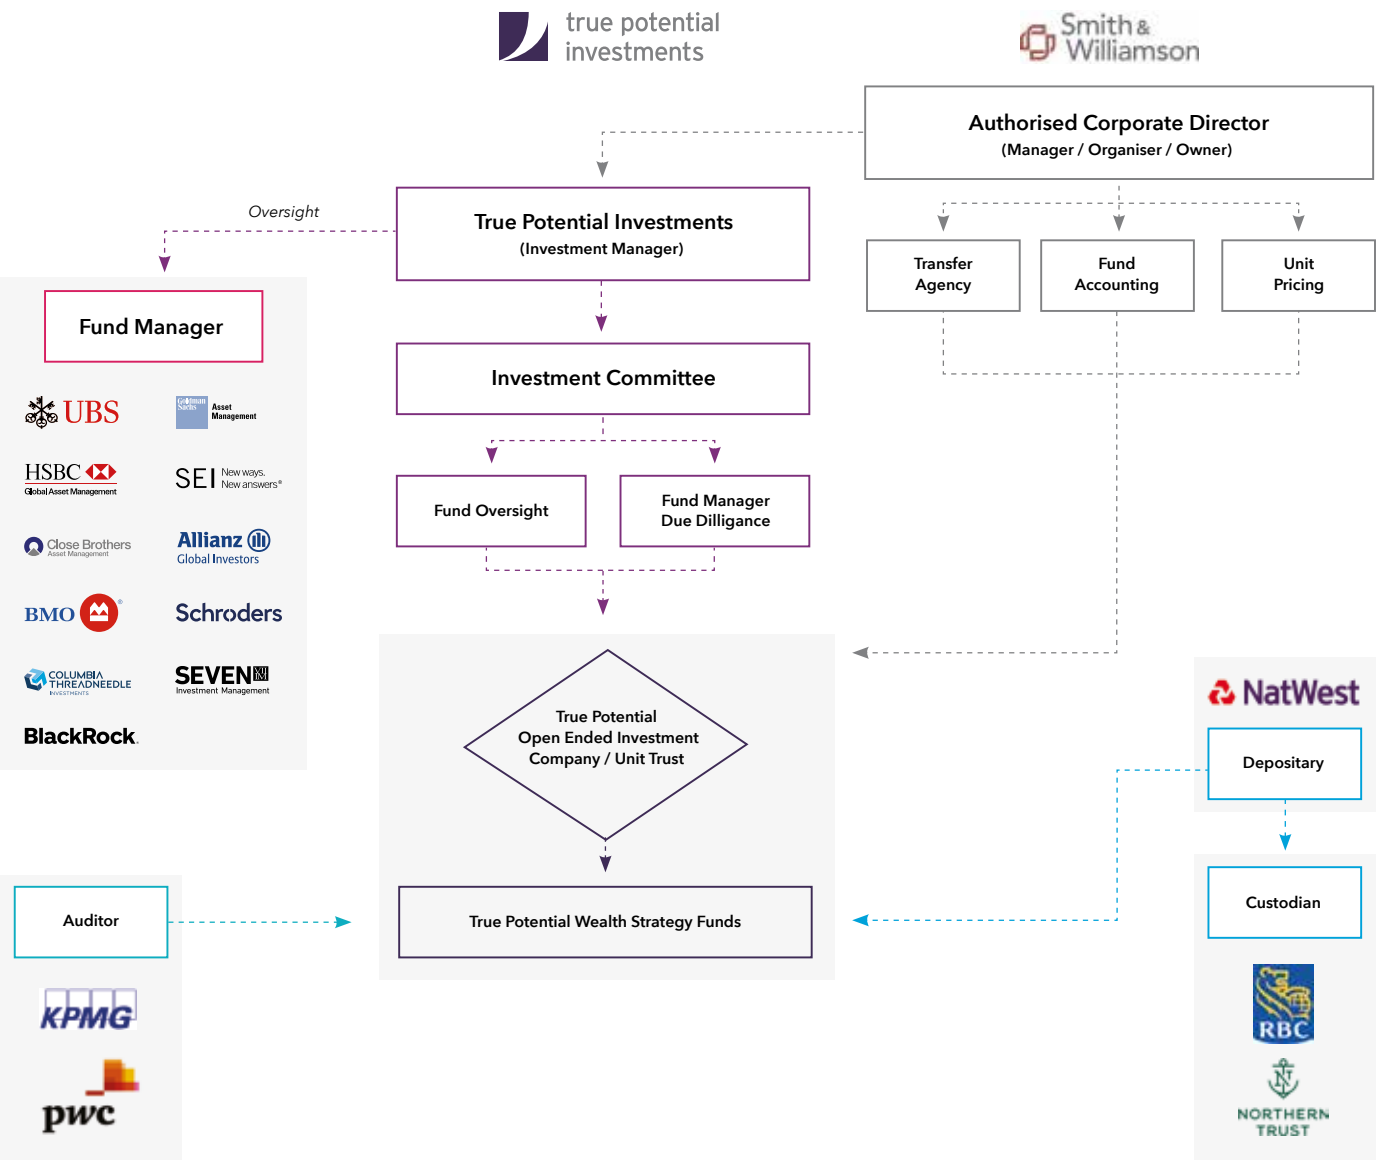 true potential
investments
Smith &
Williamson
Authorised Corporate Director
(Manager / Organiser / Owner)
Oversight
True Potential Investments
(Investment Manager)
Transfer
Agency
Fund
Accounting
Unit
Pricing
Fund Manager
Investment Committee
UBS
Goldman
Sachs
Asset
Management
HSBC
Global Asset Management
SEI
New ways.
New answers®
Fund Oversight
Fund Manager
Due Dilligance
Close Brothers
Asset Management
Allianz
Global Investors
BMO
®
Schroders
COLUMBIA
THREADNEEDLE
INVESTMENTS
SEVEN
Investment Management
BlackRock.
True Potential
Open Ended Investment
Company / Unit Trust
NatWest
Depositary
Auditor
True Potential Wealth Strategy Funds
Custodian
KPMG
pwc
RBC
NORTHERN
TRUST